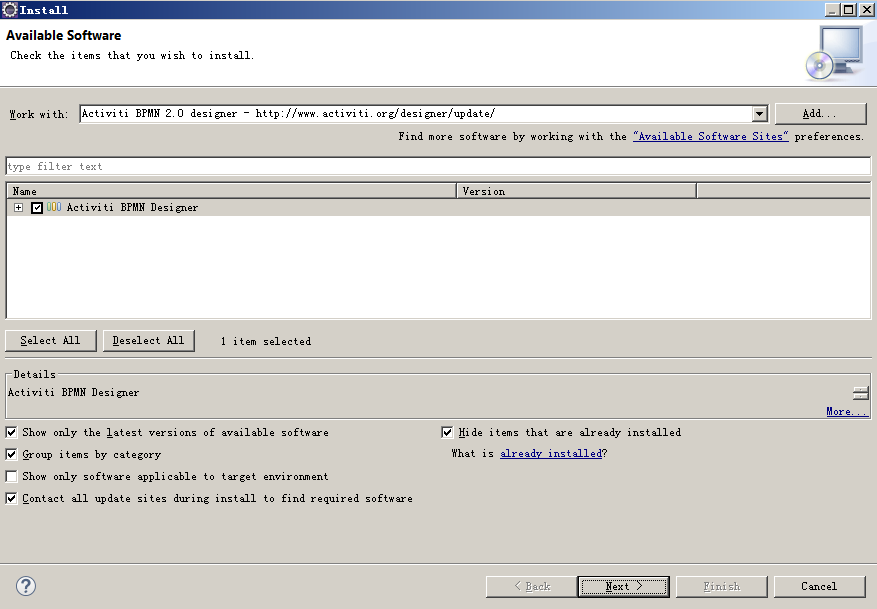 Install
Available Software
Check the items that you wish to install.
Work with: Activiti BPMN 2.0 designer - http://www.activiti.org/designer/update/ Add...
Find more software by working with the "Available Software Sites" preferences.
type filter text
Name Version
Activiti BPMN Designer
Select All Deselect All 1 item selected
Details
Activiti BPMN Designer
More...
Show only the latest versions of available software Hide items that are already installed
Group items by category What is already installed?
Show only software applicable to target environment
Contact all update sites during install to find required software
? < Back Next > Finish Cancel